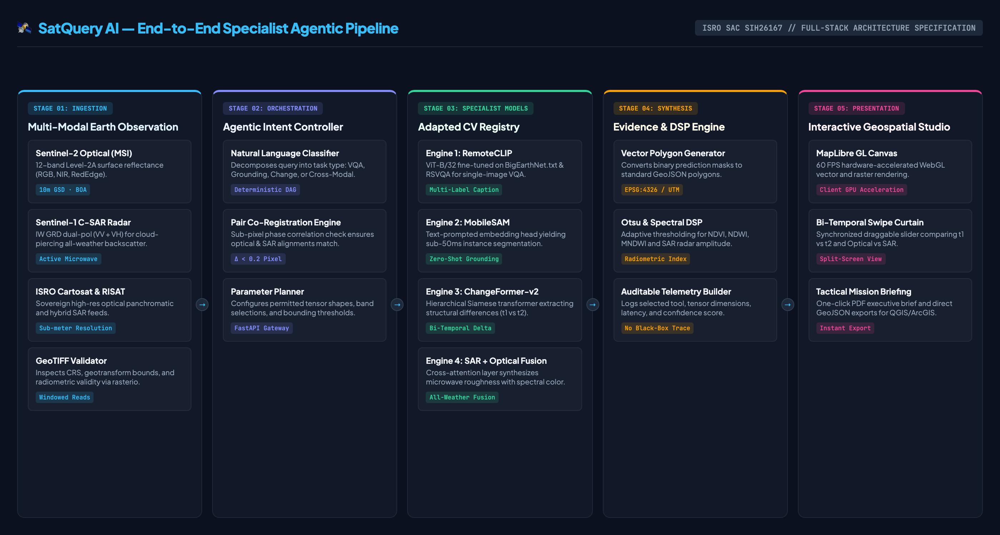 SatQuery AI — End-to-End Specialist Agentic Pipeline
ISRO SAC SIH26167 // FULL-STACK ARCHITECTURE SPECIFICATION
STAGE 01: INGESTION
Multi-Modal Earth Observation
Sentinel-2 Optical (MSI)
12-band Level-2A surface reflectance
(RGB, NIR, RedEdge).
10m GSD · BOA
Sentinel-1 C-SAR Radar
IW GRD dual-pol (VV + VH) for cloud-
piercing all-weather backscatter.
Active Microwave
ISRO Cartosat & RISAT
Sovereign high-res optical panchromatic
and hybrid SAR feeds.
Sub-meter Resolution
GeoTIFF Validator
Inspects CRS, geotransform bounds, and
radiometric validity via rasterio.
Windowed Reads
→
STAGE 02: ORCHESTRATION
Agentic Intent Controller
Natural Language Classifier
Decomposes query into task type: VQA,
Grounding, Change, or Cross-Modal.
Deterministic DAG
Pair Co-Registration Engine
Sub-pixel phase correlation check ensures
optical & SAR alignments match.
Δ < 0.2 Pixel
Parameter Planner
Configures permitted tensor shapes, band
selections, and bounding thresholds.
FastAPI Gateway
→
STAGE 03: SPECIALIST MODELS
Adapted CV Registry
Engine 1: RemoteCLIP
ViT-B/32 fine-tuned on BigEarthNet.txt &
RSVQA for single-image VQA.
Multi-Label Caption
Engine 2: MobileSAM
Text-prompted embedding head yielding
sub-50ms instance segmentation.
Zero-Shot Grounding
Engine 3: ChangeFormer-v2
Hierarchical Siamese transformer extracting
structural differences (t1 vs t2).
Bi-Temporal Delta
Engine 4: SAR + Optical Fusion
Cross-attention layer synthesizes
microwave roughness with spectral color.
All-Weather Fusion
→
STAGE 04: SYNTHESIS
Evidence & DSP Engine
Vector Polygon Generator
Converts binary prediction masks to
standard GeoJSON polygons.
EPSG:4326 / UTM
Otsu & Spectral DSP
Adaptive thresholding for NDVI, NDWI,
MNDWI and SAR radar amplitude.
Radiometric Index
Auditable Telemetry Builder
Logs selected tool, tensor dimensions,
latency, and confidence score.
No Black-Box Trace
→
STAGE 05: PRESENTATION
Interactive Geospatial Studio
MapLibre GL Canvas
60 FPS hardware-accelerated WebGL
vector and raster rendering.
Client GPU Acceleration
Bi-Temporal Swipe Curtain
Synchronized draggable slider comparing t1
vs t2 and Optical vs SAR.
Split-Screen View
Tactical Mission Briefing
One-click PDF executive brief and direct
GeoJSON exports for QGIS/ArcGIS.
Instant Export